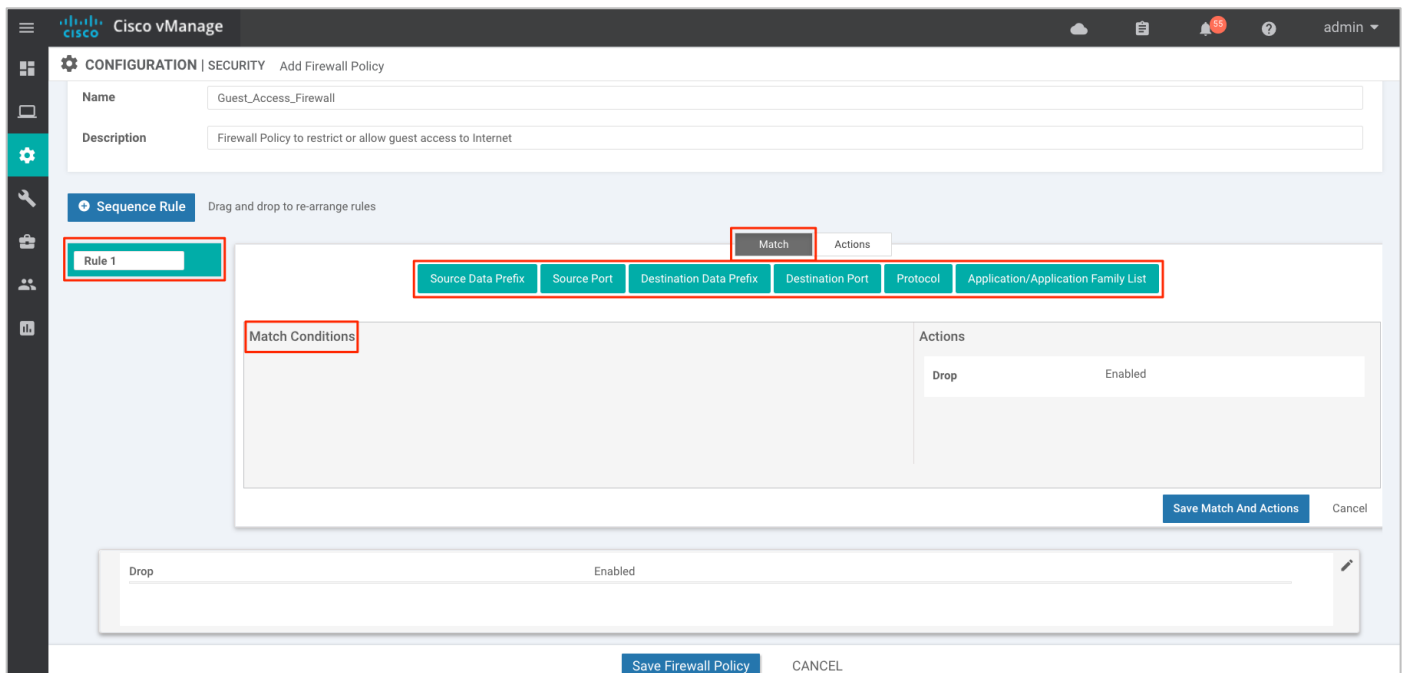 cisco Cisco vManage 55 admin
CONFIGURATION | SECURITY Add Firewall Policy
Name Guest_Access_Firewall
Description Firewall Policy to restrict or allow guest access to Internet
Sequence Rule Drag and drop to re-arrange rules
Match Actions
Rule 1
Source Data Prefix Source Port Destination Data Prefix Destination Port Protocol Application/Application Family List
Match Conditions Actions
Drop Enabled
Save Match And Actions Cancel
Drop Enabled
Save Firewall Policy CANCEL